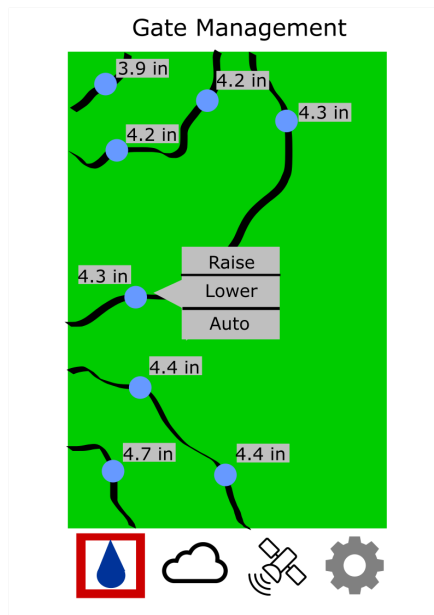 Gate Management
3.9 in
4.2 in
4.3 in
4.2 in
4.3 in
Raise
Lower
Auto
4.4 in
4.7 in
4.4 in